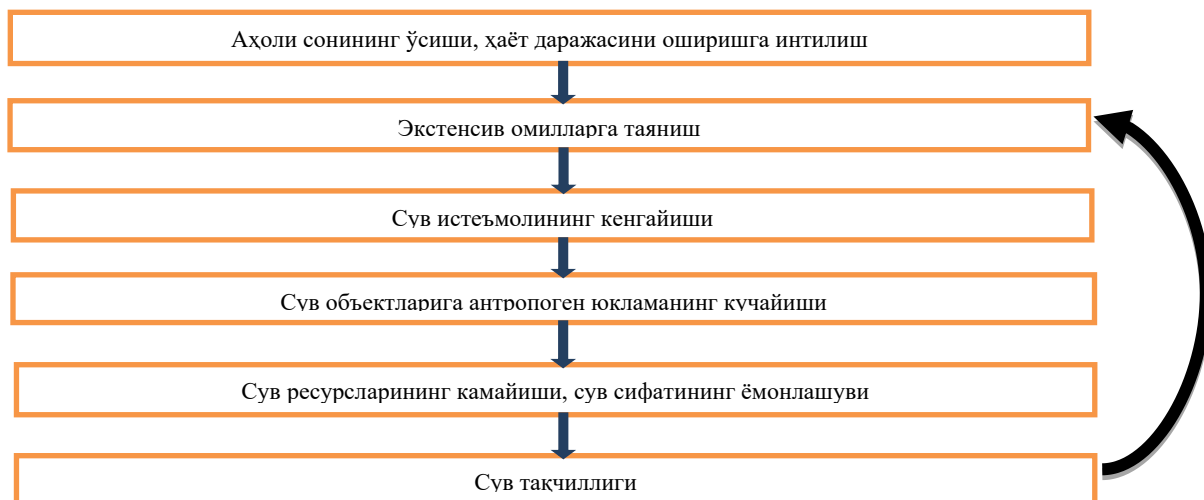 Аҳоли сонининг ўсиши, ҳаёт даражасини оширишга интилиш
Экстенсив омилларга таяниш
Сув истеъмолининг кенгайиши
Сув объектларига антропоген юкламанинг кучайиши
Сув ресурсларининг камайиши, сув сифатининг ёмонлашуви
Сув тақчиллиги